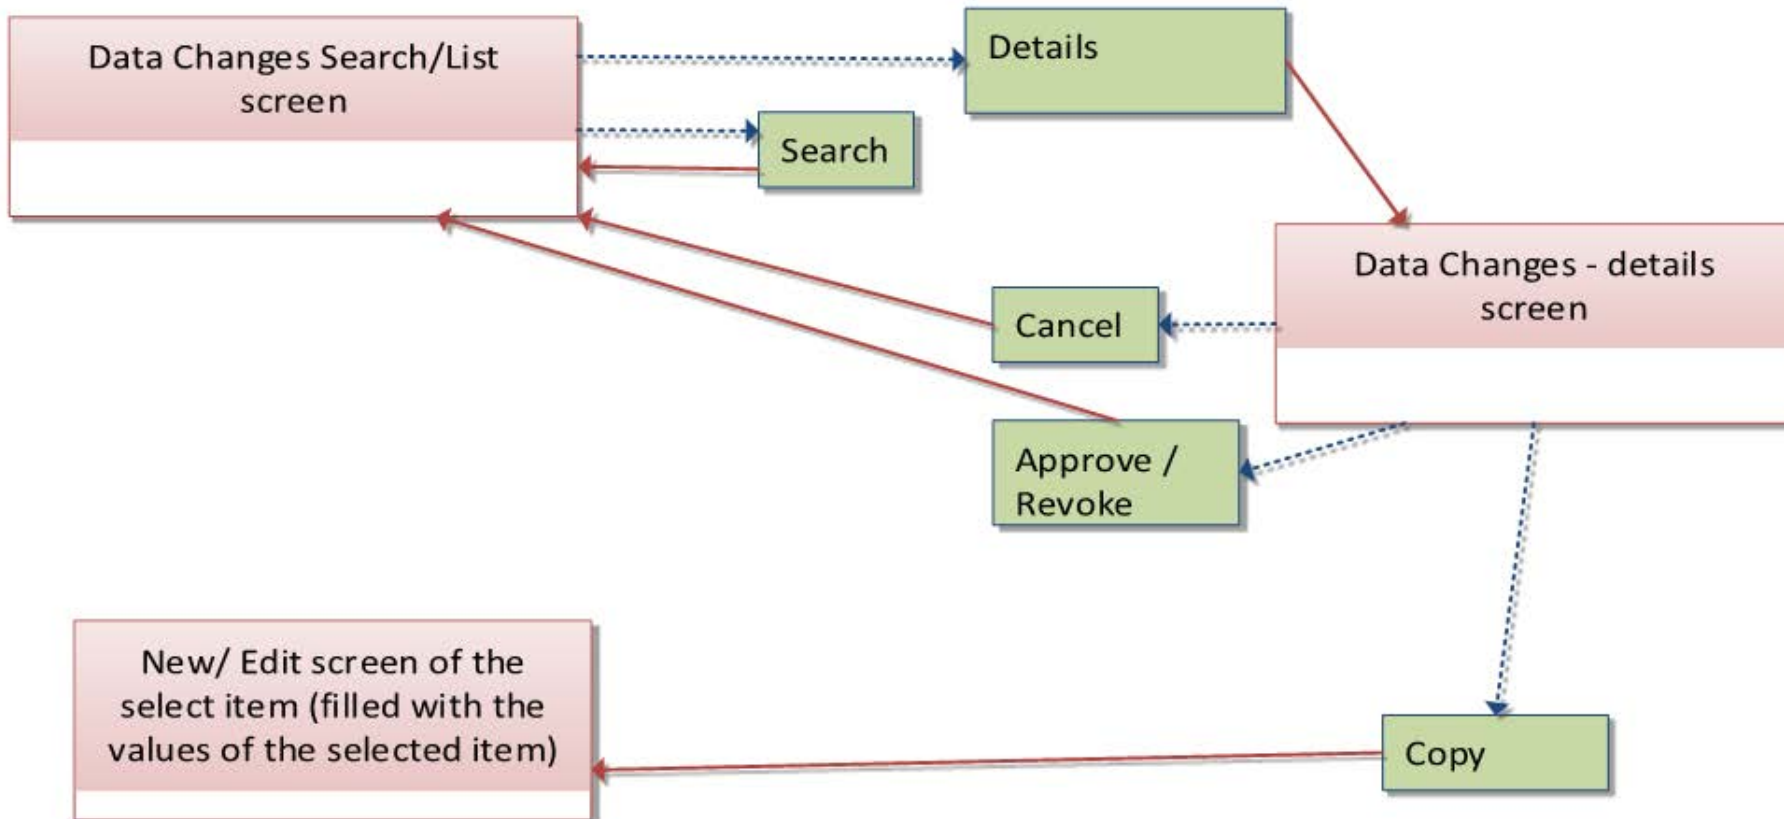 Data Changes Search/List
screen
Details
Search
Data Changes - details
screen
Cancel
Approve /
Revoke
New/ Edit screen of the
select item (filled with the
values of the selected item)
Copy